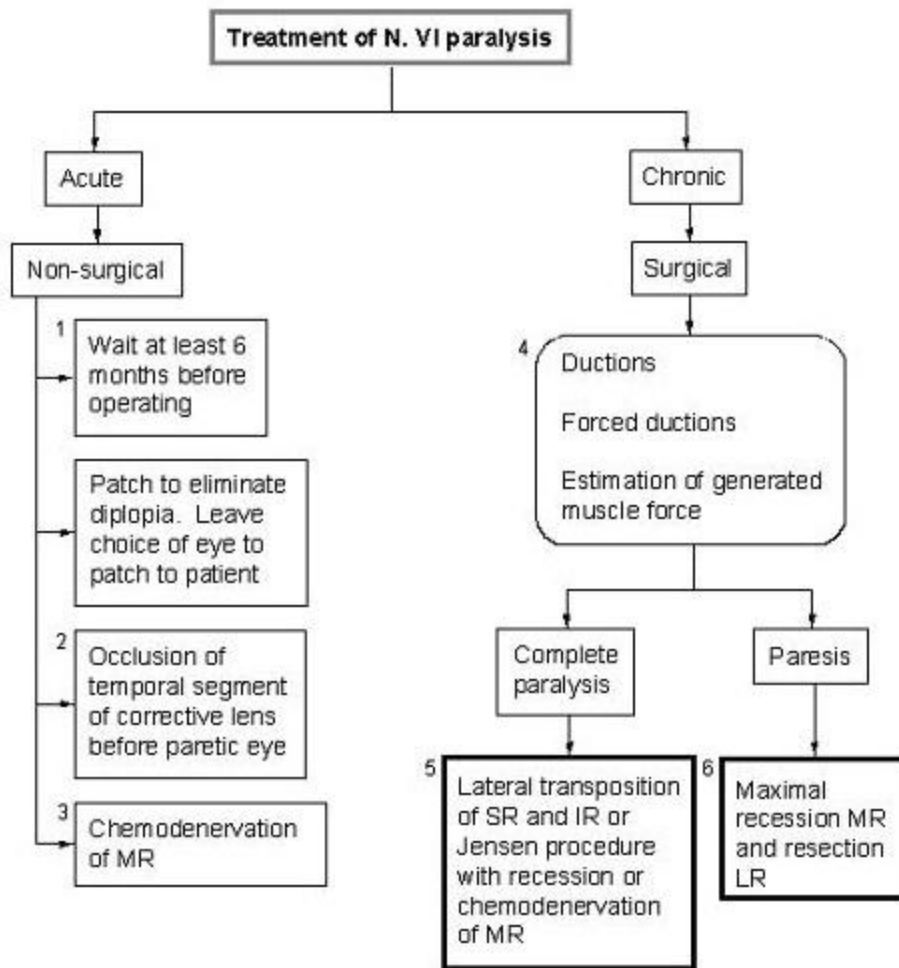 Treatment of N. VI paralysis
Acute
Non-surgical
1
Wait at least 6
months before
operating
Patch to eliminate
diplopia. Leave
choice of eye to
patch to patient
2
Occlusion of
temporal segment
of corrective lens
before paretic eye
3
Chemodenervation
of MR
Chronic
Surgical
4
Ductions
Forced ductions
Estimation of generated
muscle force
Complete
paralysis
5
Lateral transposition
of SR and IR or
Jensen procedure
with recession or
chemodenervation
of MR
Paresis
6
Maximal
recession MR
and resection
LR